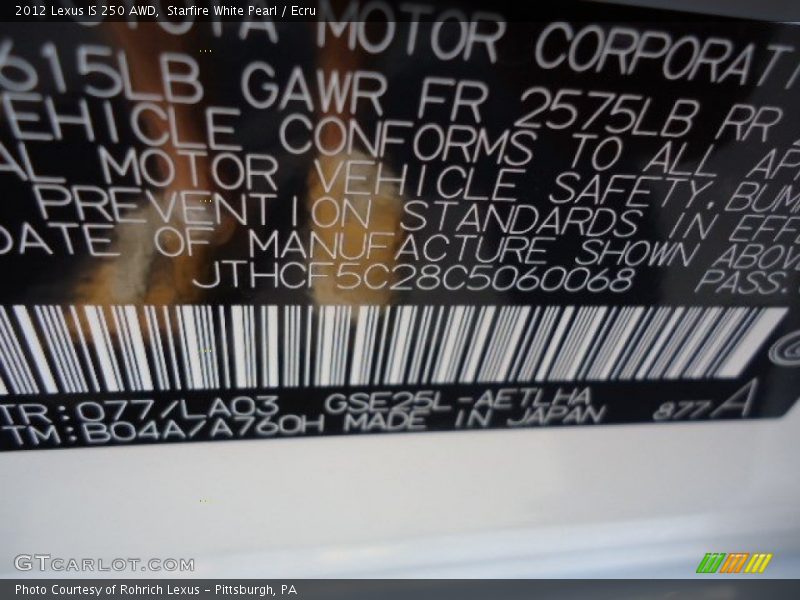 2012 Lexus IS 250 AWD, Starfire White Pearl / Ecru
MOTOR CORPORATI
615LB GAWR FR 2575LB RR
EHICLE CONFORMS TO ALL AP
AL MOTOR VEHICLE SAFETY, BUM
PREVENTION STANDARDS IN EFF
DATE OF MANUFACTURE SHOWN ABOV
JTHCF5C28C5060068 PASS.
TR:077/LA03 GSE25L-AETLHA
TM:B04A/A760H MADE IN JAPAN 877 A
GTCARLOT.COM
Photo Courtesy of Rohrich Lexus - Pittsburgh, PA